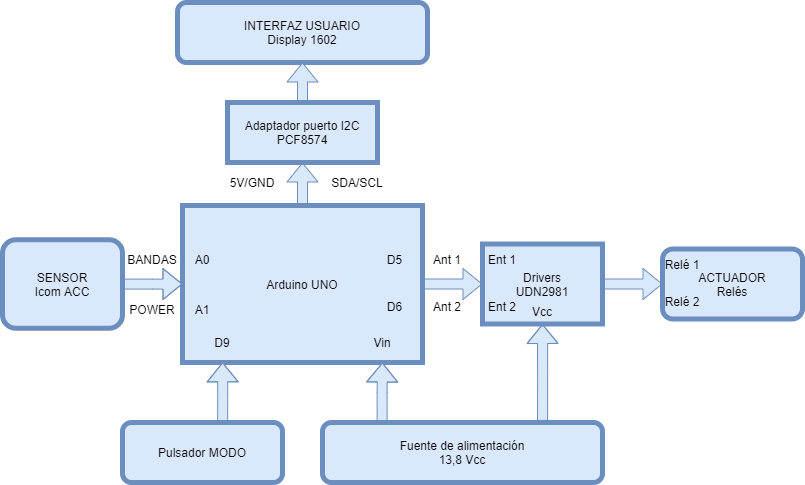 INTERFAZ USUARIO
Display 1602
Adaptador puerto I2C
PCF8574
5V/GND
SDA/SCL
SENSOR
Icom ACC
BANDAS
POWER
A0
A1
D9
Arduino UNO
D5
D6
Vin
Ant 1
Ant 2
Ent 1
Drivers
UDN2981
Ent 2
Vcc
Relé 1
ACTUADOR
Relés
Relé 2
Pulsador MODO
Fuente de alimentación
13,8 Vcc